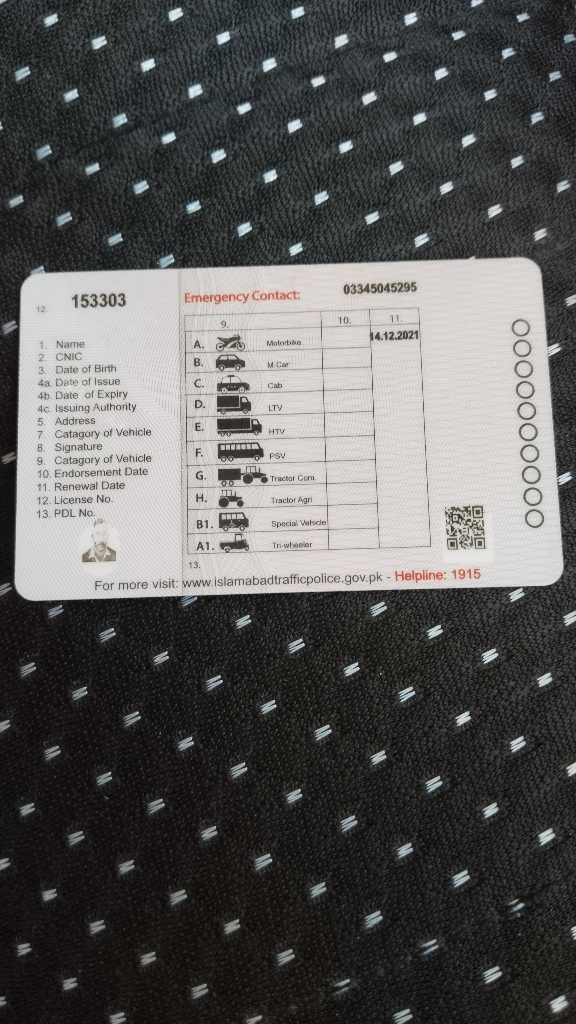 12. 153303
Emergency Contact: 03345045295
1. Name
2. CNIC
3. Date of Birth
4a. Date of Issue
4b. Date of Expiry
4c. Issuing Authority
5. Address
7. Catagory of Vehicle
8. Signature
9. Catagory of Vehicle
10. Endorsement Date
11. Renewal Date
12. License No.
13. PDL No.
9. 10. 11.
A. Motorbike 14.12.2021
B. M.Car
C. Cab
D. LTV
E. HTV
F. PSV
G. Tractor Com.
H. Tractor Agri
B1. Special Vehicle
A1. Tri-wheeler
13.
For more visit: www.islamabadtrafficpolice.gov.pk - Helpline: 1915